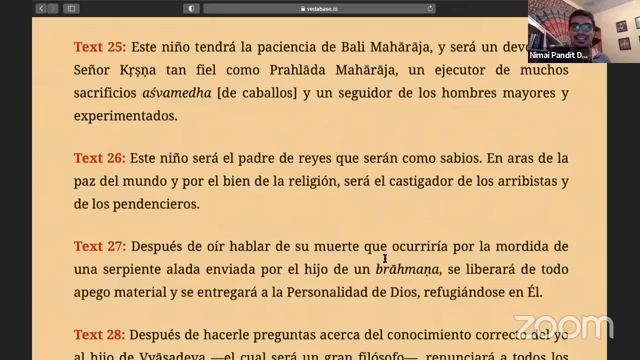 vedabase.io
Text 25: Este niño tendrá la paciencia de Bali Mahārāja, y será un
Señor Kṛṣṇa tan fiel como Prahlāda Mahārāja, un ejecutor de muchos
sacrificios aśvamedha [de caballos] y un seguidor de los hombres mayores y
experimentados.
Text 26: Este niño será el padre de reyes que serán como sabios. En aras de la
paz del mundo y por el bien de la religión, será el castigador de los arribistas y
de los pendencieros.
Text 27: Después de oír hablar de su muerte que ocurriría por la mordida de
una serpiente alada enviada por el hijo de un brāhmaṇa, se liberará de todo
apego material y se entregará a la Personalidad de Dios, refugiándose en Él.
Text 28: Después de hacerle preguntas acerca del conocimiento correcto del
al hijo de Vyāsadeva —el cual será un gran filósofo—, renunciará a todos los
Nimai Pandit D...
LIVE
zoom